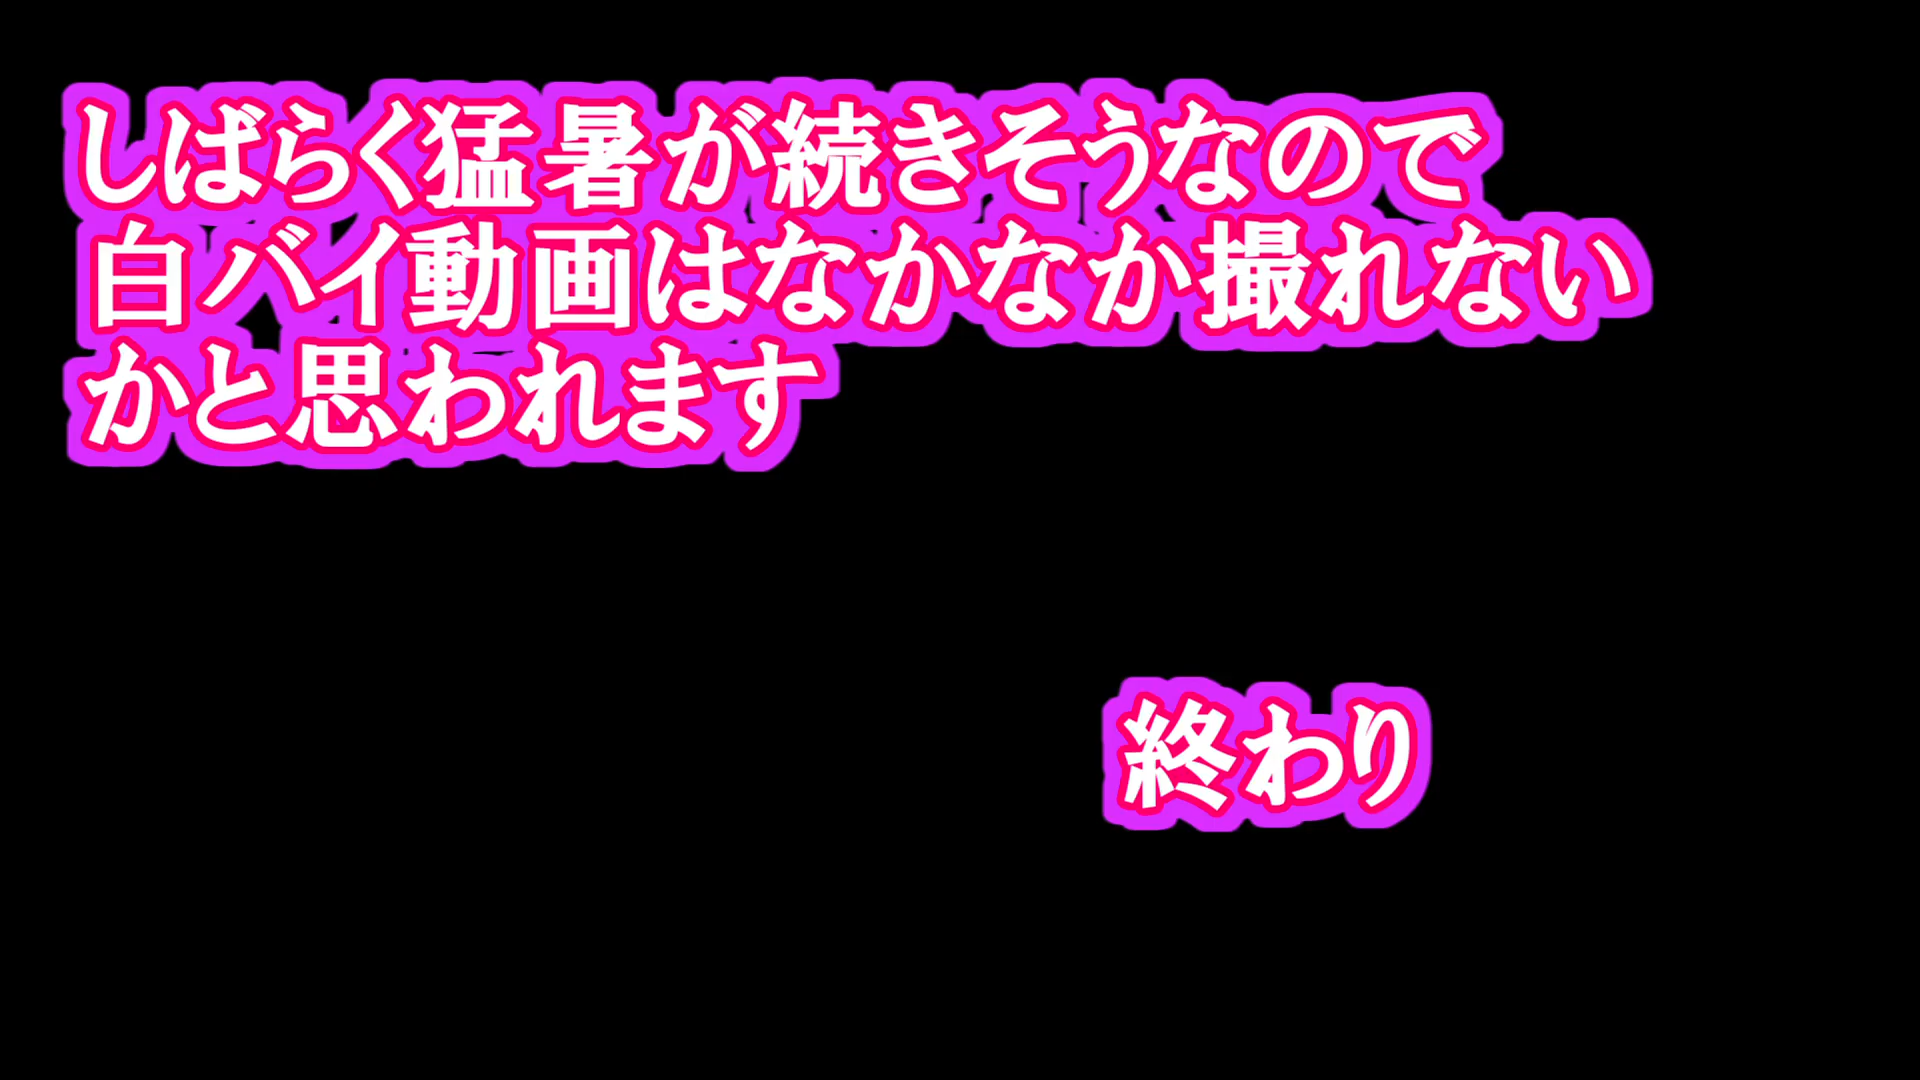 しばらく猛暑が続きそうなので
白バイ動画はなかなか撮れない
かと思われます
終わり